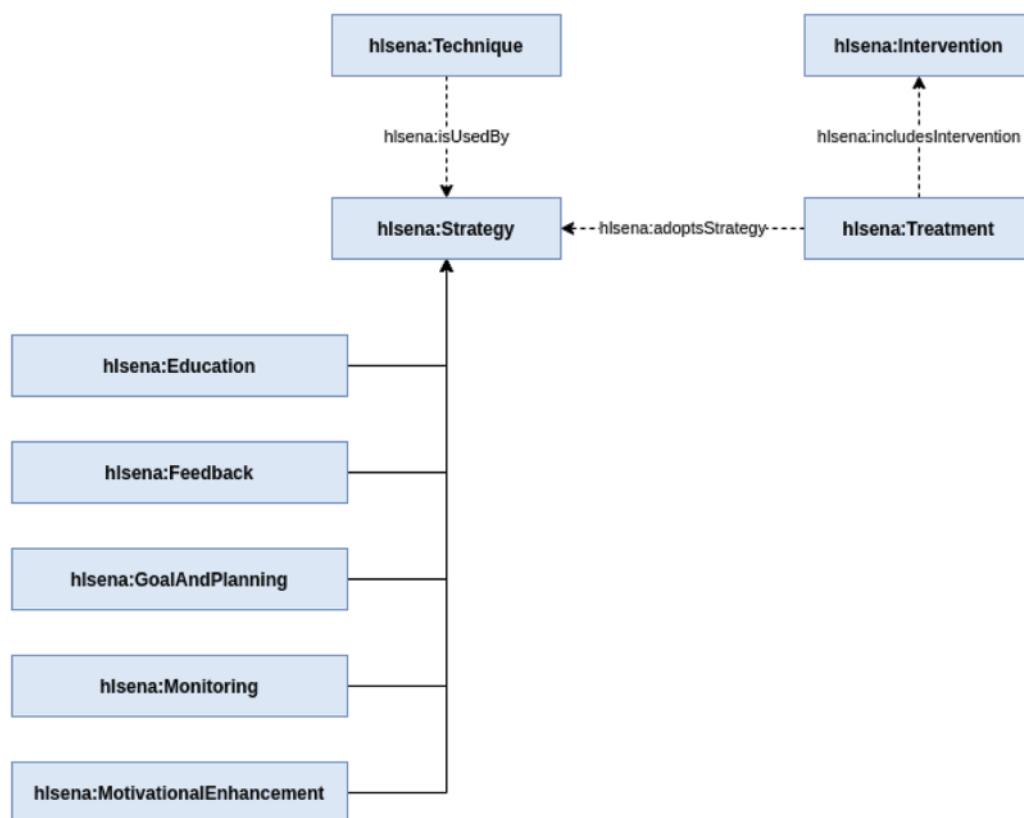 hlsena:Technique
hlsena:Intervention
hlsena:isUsedBy
hlsena:includesIntervention
hlsena:Strategy
hlsena:adoptsStrategy
hlsena:Treatment
hlsena:Education
hlsena:Feedback
hlsena:GoalAndPlanning
hlsena:Monitoring
hlsena:MotivationalEnhancement